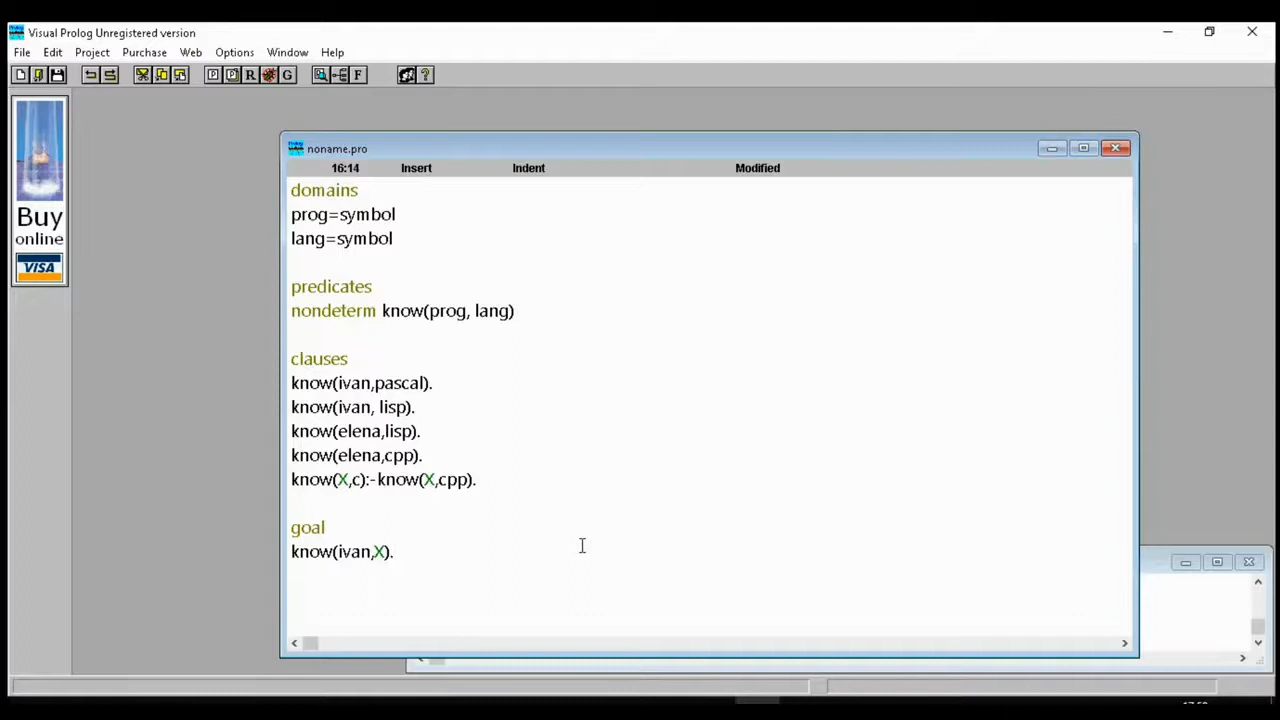 Visual Prolog Unregistered version
File Edit Project Purchase Web Options Window Help
R G F ?
Buy
online
VISA
noname.pro
16:14 Insert Indent Modified
domains
prog=symbol
lang=symbol
predicates
nondeterm know(prog, lang)
clauses
know(ivan,pascal).
know(ivan, lisp).
know(elena,lisp).
know(elena,cpp).
know(X,c):-know(X,cpp).
goal
know(ivan,X).